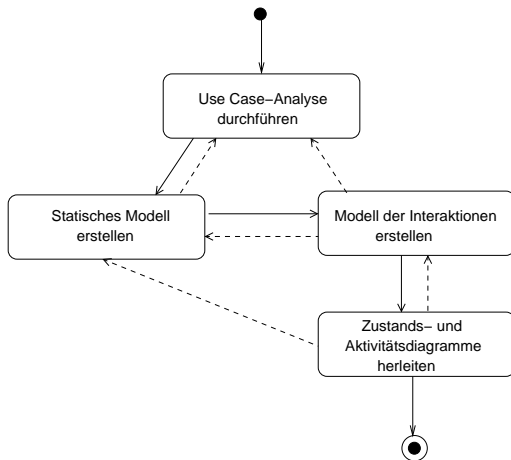 Use Case−Analyse
durchführen
Statisches Modell
erstellen
Modell der Interaktionen
erstellen
Zustands− und
Aktivitätsdiagramme
herleiten